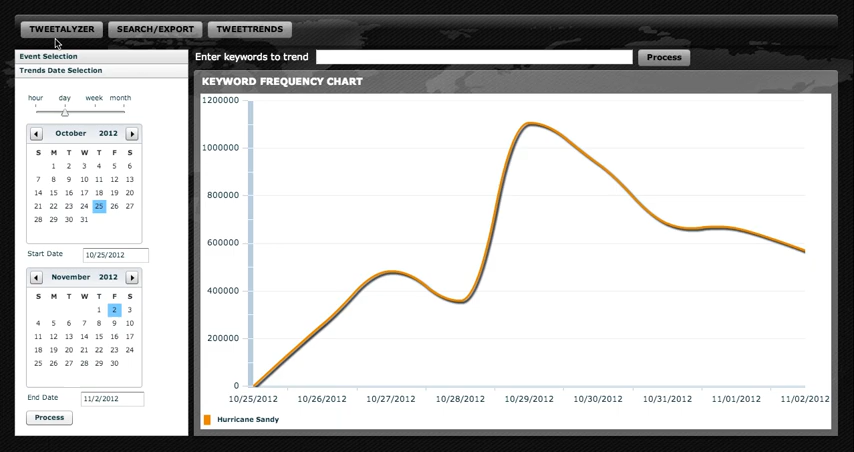 TWEETALYZER SEARCH/EXPORT TWEETTRENDS
Event Selection
Trends Date Selection
hour day week month
October 2012
S M T W T F S
1 2 3 4 5 6
7 8 9 10 11 12 13
14 15 16 17 18 19 20
21 22 23 24 25 26 27
28 29 30 31
Start Date 10/25/2012
November 2012
S M T W T F S
1 2 3
4 5 6 7 8 9 10
11 12 13 14 15 16 17
18 19 20 21 22 23 24
25 26 27 28 29 30
End Date 11/2/2012
Process
Enter keywords to trend Process
KEYWORD FREQUENCY CHART
1200000
1000000
800000
600000
400000
200000
0
10/25/2012 10/26/2012 10/27/2012 10/28/2012 10/29/2012 10/30/2012 10/31/2012 11/01/2012 11/02/2012
Hurricane Sandy